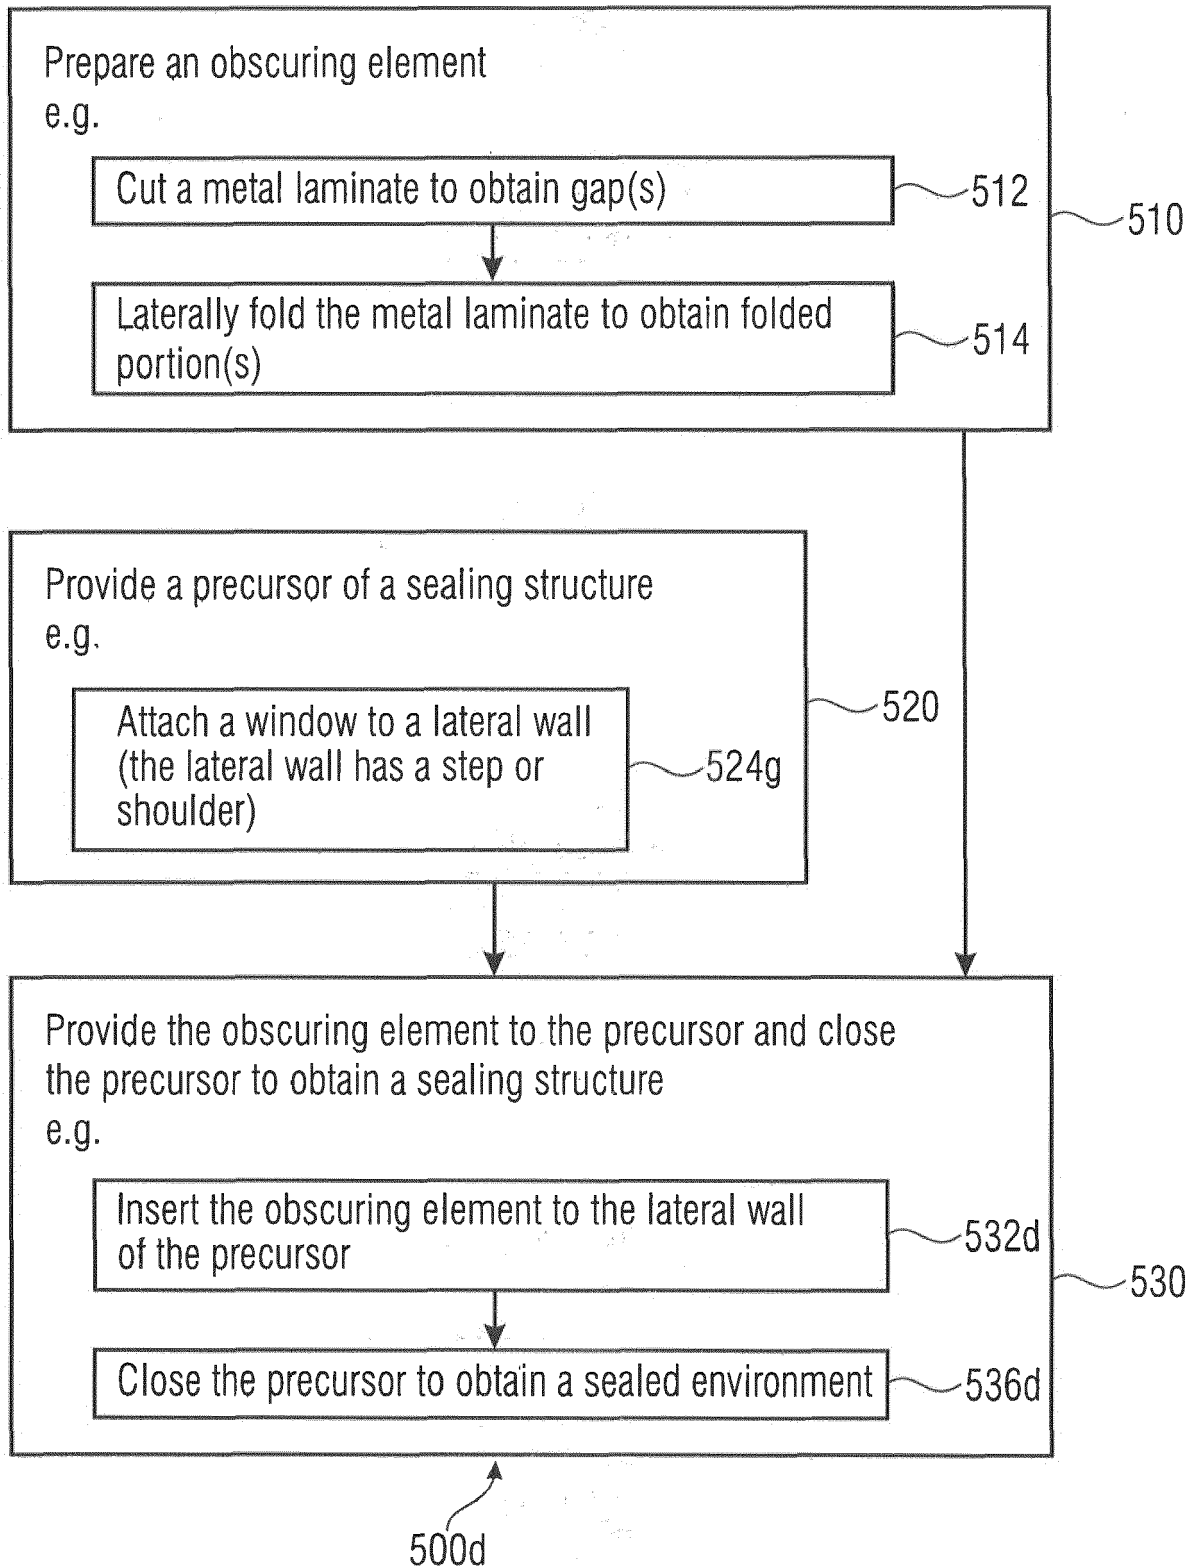 Prepare an obscuring element
e.g.
Cut a metal laminate to obtain gap(s)
512
510
Laterally fold the metal laminate to obtain folded
portion(s)
514
Provide a precursor of a sealing structure
e.g.
520
Attach a window to a lateral wall
(the lateral wall has a step or
shoulder)
524g
Provide the obscuring element to the precursor and close
the precursor to obtain a sealing structure
e.g.
Insert the obscuring element to the lateral wall
of the precursor
532d
530
Close the precursor to obtain a sealed environment
536d
500d